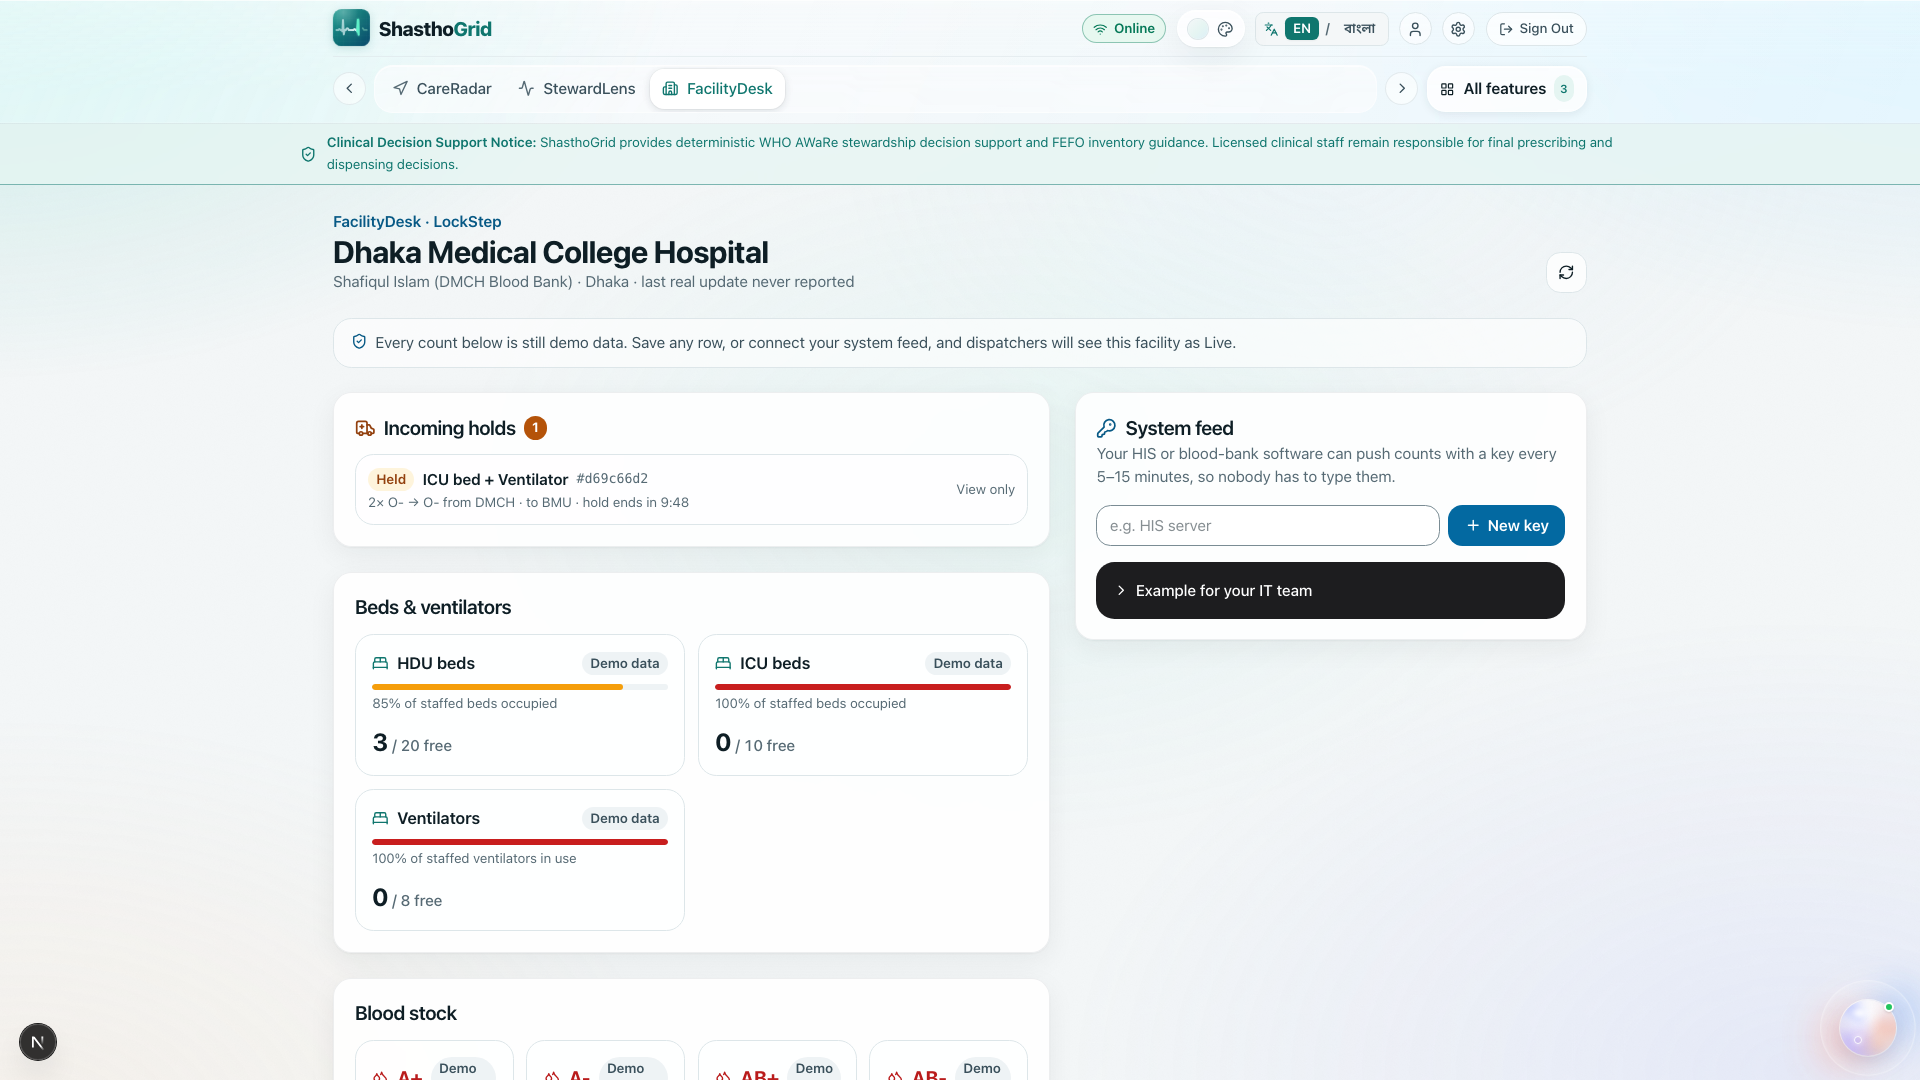 ShasthoGrid
Online
EN / বাংলা
Sign Out
CareRadar
StewardLens
FacilityDesk
All features 3
Clinical Decision Support Notice: ShasthoGrid provides deterministic WHO AWaRe stewardship decision support and FEFO inventory guidance. Licensed clinical staff remain responsible for final prescribing and
dispensing decisions.
FacilityDesk · LockStep
Dhaka Medical College Hospital
Shafiqul Islam (DMCH Blood Bank) · Dhaka · last real update never reported
Every count below is still demo data. Save any row, or connect your system feed, and dispatchers will see this facility as Live.
Incoming holds 1
Held ICU bed + Ventilator #d69c66d2
2× O- → O- from DMCH · to BMU · hold ends in 9:48
View only
Beds & ventilators
HDU beds Demo data
85% of staffed beds occupied
3 / 20 free
ICU beds Demo data
100% of staffed beds occupied
0 / 10 free
Ventilators Demo data
100% of staffed ventilators in use
0 / 8 free
Blood stock
A+ Demo
A- Demo
AB+ Demo
AB- Demo
System feed
Your HIS or blood-bank software can push counts with a key every
5–15 minutes, so nobody has to type them.
e.g. HIS server
+ New key
Example for your IT team
N